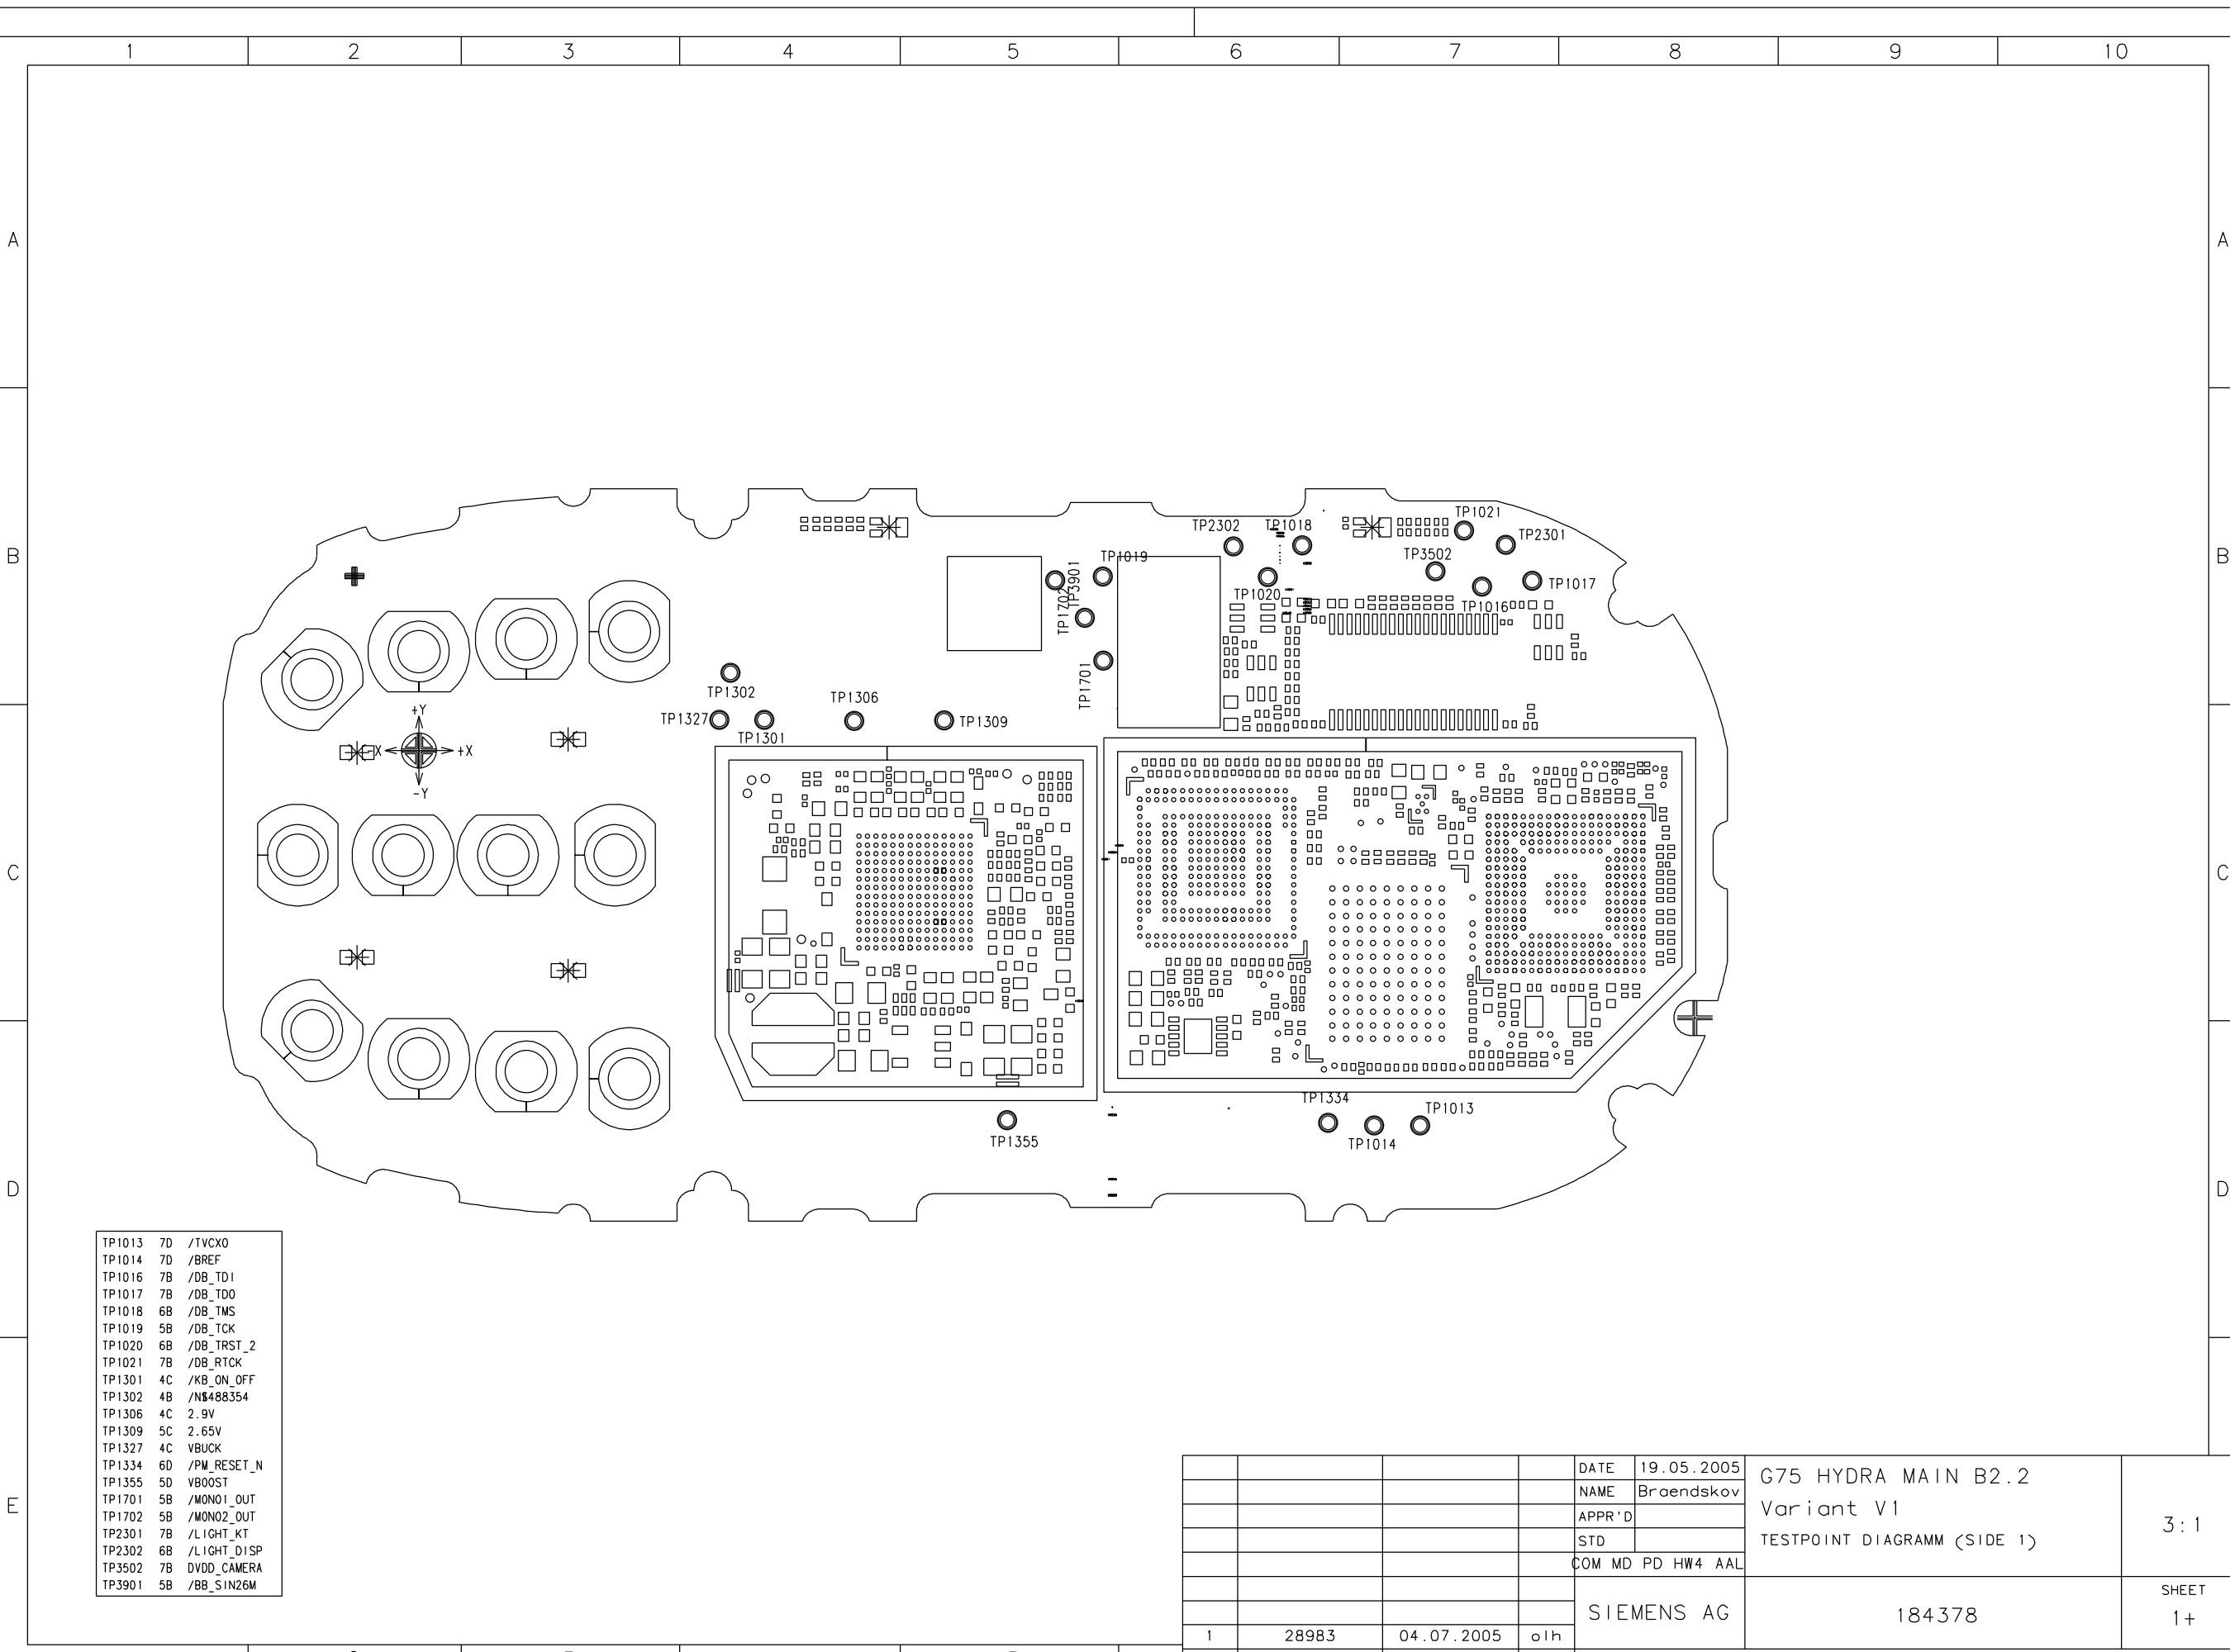 1 2 3 4 5 6 7 8 9 10
A A
TP1021
TP2302 TP1018
TP2301
B TP3502 B
TP1019
TP3901
TP1702
TP1017
TP1020
TP1016
TP1701
TP1302
TP1306
TP1327 TP1309
+Y
TP1301
-X +X
-Y
C C
TP1334
TP1013
TP1355 TP1014
D D
TP1013 7D /TVCXO
TP1014 7D /BREF
TP1016 7B /DB_TDI
TP1017 7B /DB_TDO
TP1018 6B /DB_TMS
TP1019 5B /DB_TCK
TP1020 6B /DB_TRST_2
TP1021 7B /DB_RTCK
TP1301 4C /KB_ON_OFF
TP1302 4B /N$488354
TP1306 4C 2.9V
TP1309 5C 2.65V
TP1327 4C VBUCK
TP1334 6D /PM_RESET_N
TP1355 5D VBOOST
TP1701 5B /MONO1_OUT
TP1702 5B /MONO2_OUT
TP2301 7B /LIGHT_KT
TP2302 6B /LIGHT_DISP
TP3502 7B DVDD_CAMERA
TP3901 5B /BB_SIN26M
E
DATE 19.05.2005
NAME Braendskov
APPR'D
STD
COM MD PD HW4 AAL
G75 HYDRA MAIN B2.2
Variant V1
TESTPOINT DIAGRAMM (SIDE 1)
3:1
SIEMENS AG
184378
SHEET
1+
1 28983 04.07.2005 olh